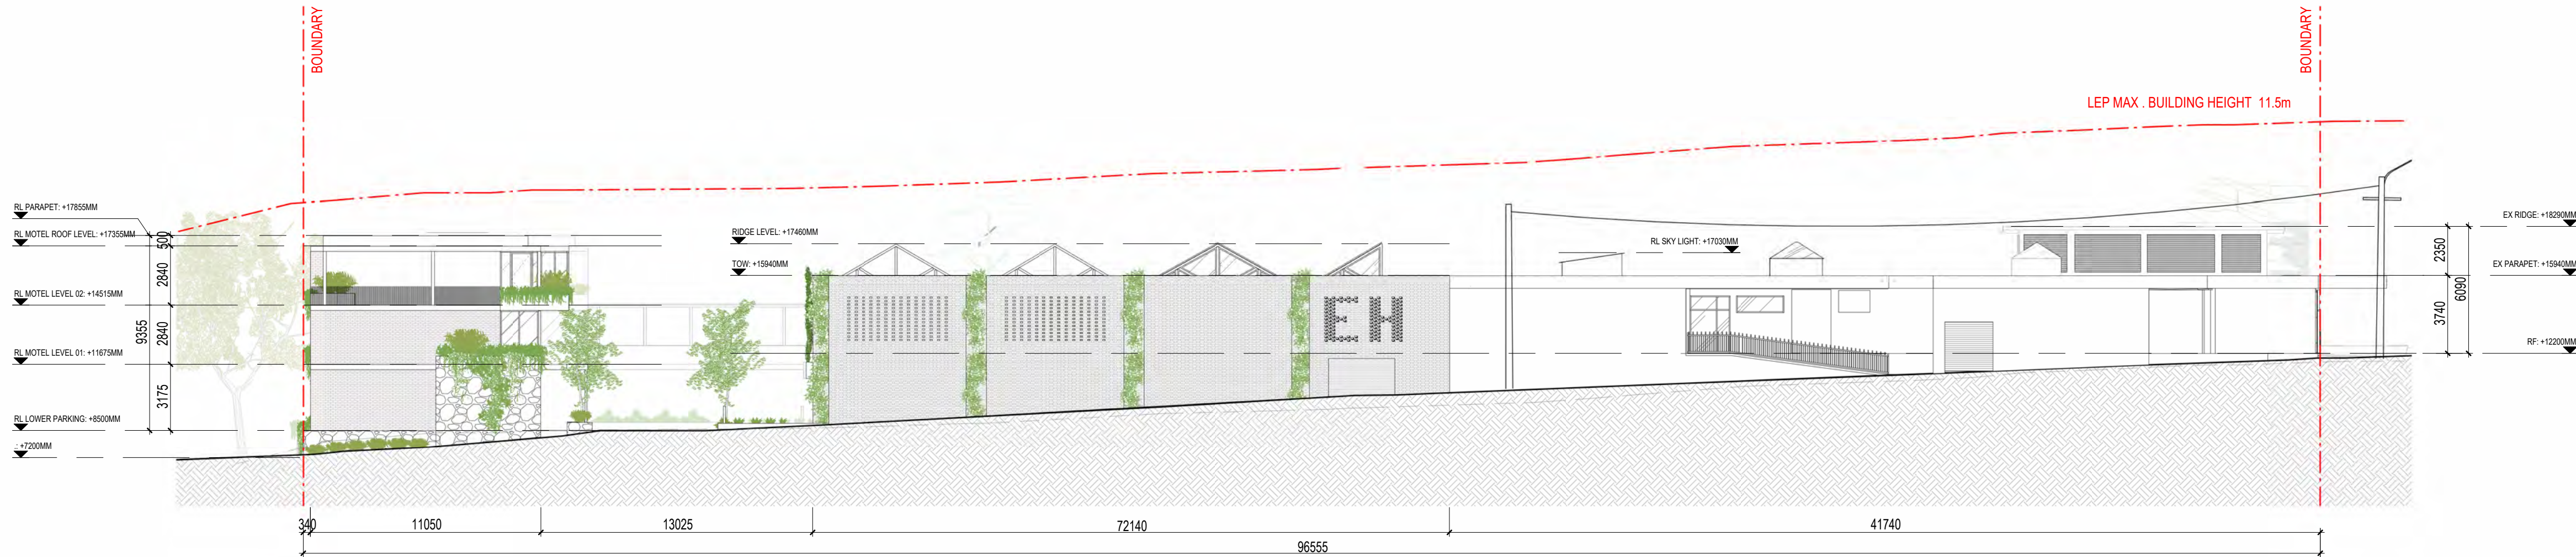 BOUNDARY
BOUNDARY
LEP MAX . BUILDING HEIGHT 11.5m
RL PARAPET: +17855MM
RL MOTEL ROOF LEVEL: +17355MM
RL MOTEL LEVEL 02: +14515MM
RL MOTEL LEVEL 01: +11675MM
RL LOWER PARKING: +8500MM
.: +7200MM
500
2840
2840
3175
9355
RIDGE LEVEL: +17460MM
TOW: +15940MM
EH
RL SKY LIGHT: +17030MM
EX RIDGE: +18290MM
EX PARAPET: +15940MM
RF: +12200MM
2350
3740
6090
340
11050
13025
72140
41740
96555